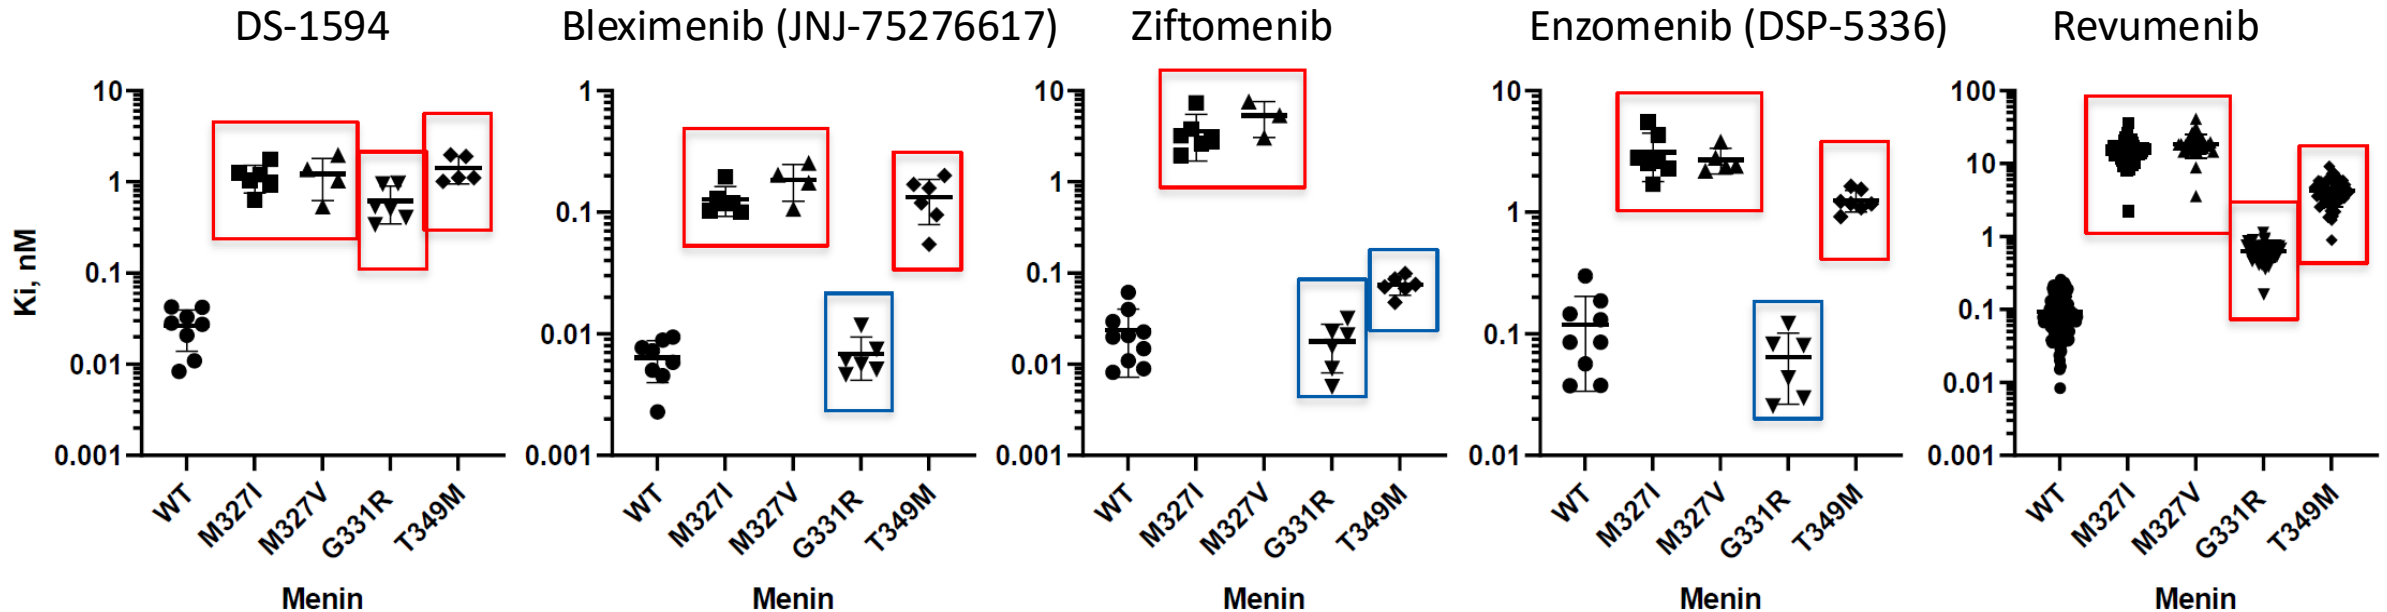 DS-1594
Bleximenib (JNJ-75276617)
Ziftomenib
Enzomenib (DSP-5336)
Revumenib
Ki, nM
10
1
0.1
0.01
0.001
WT
M327I
M327V
G331R
T349M
Menin
1
0.1
0.01
0.001
WT
M327I
M327V
G331R
T349M
Menin
10
1
0.1
0.01
0.001
WT
M327I
M327V
G331R
T349M
Menin
10
1
0.1
0.01
WT
M327I
M327V
G331R
T349M
Menin
100
10
1
0.1
0.01
0.001
WT
M327I
M327V
G331R
T349M
Menin